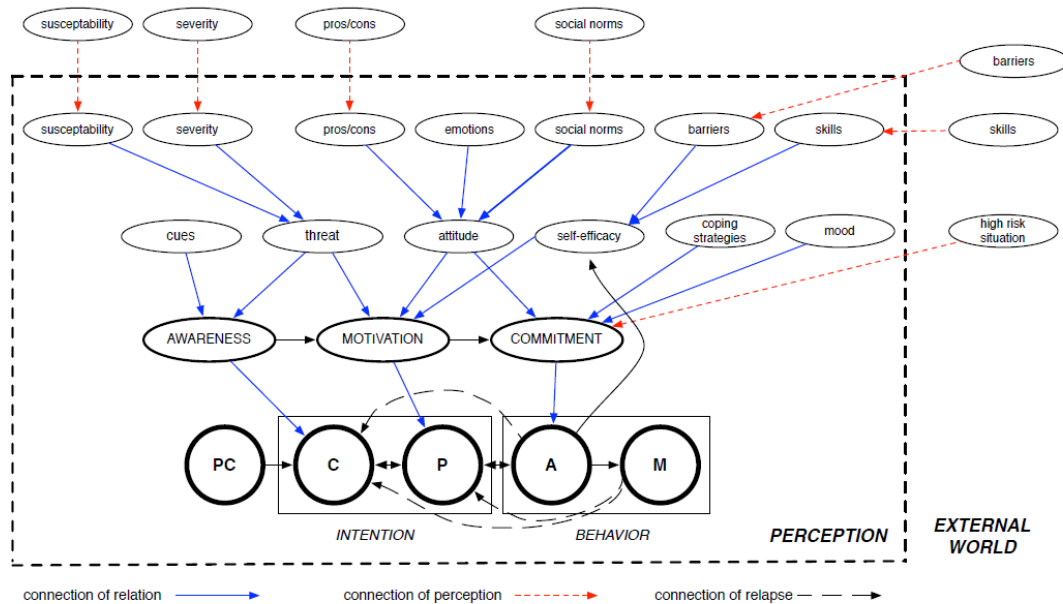 susceptability
severity
pros/cons
social norms
barriers
susceptability
severity
pros/cons
emotions
social norms
barriers
skills
skills
cues
threat
attitude
self-efficacy
coping
strategies
mood
high risk
situation
AWARENESS
MOTIVATION
COMMITMENT
PC
C
P
A
M
INTENTION
BEHAVIOR
PERCEPTION
EXTERNAL
WORLD
connection of relation
connection of perception
connection of relapse